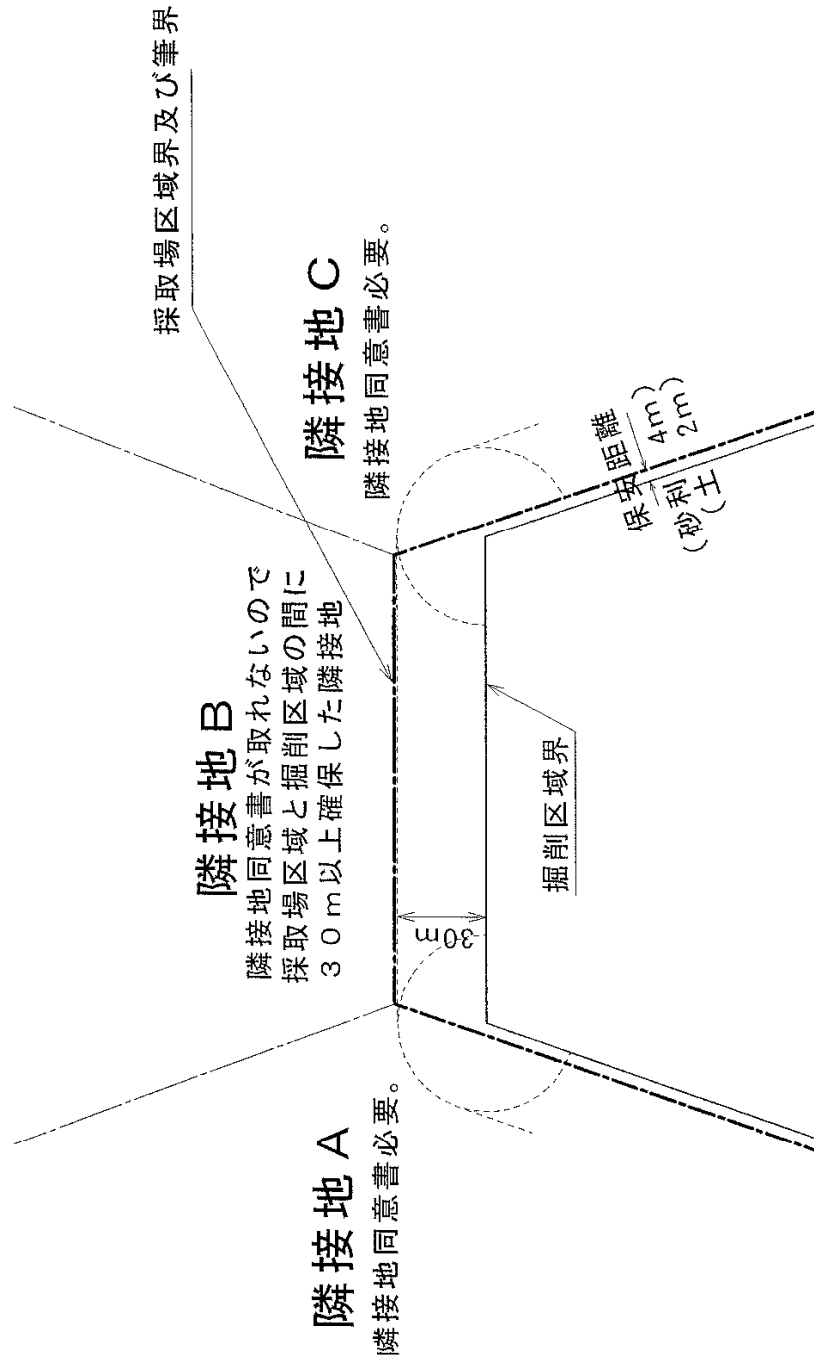 採取場区域界及び筆界
隣接地 B
隣接地同意書が取れないので
採取場区域と掘削区域の間に
３０ｍ以上確保した隣接地
隣接地 C
隣接地同意書必要。
隣接地 A
隣接地同意書必要。
30m
掘削区域界
保安距離
(砂利 4m)
(土 2m)